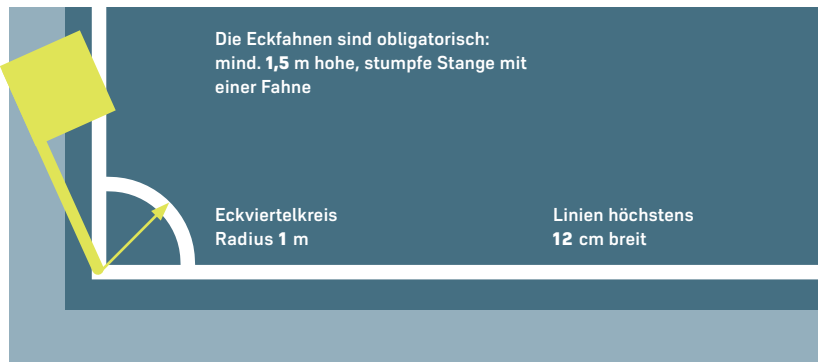 Die Eckfahnen sind obligatorisch:
mind. 1,5 m hohe, stumpfe Stange mit
einer Fahne
Eckviertelkreis
Radius 1 m
Linien höchstens
12 cm breit